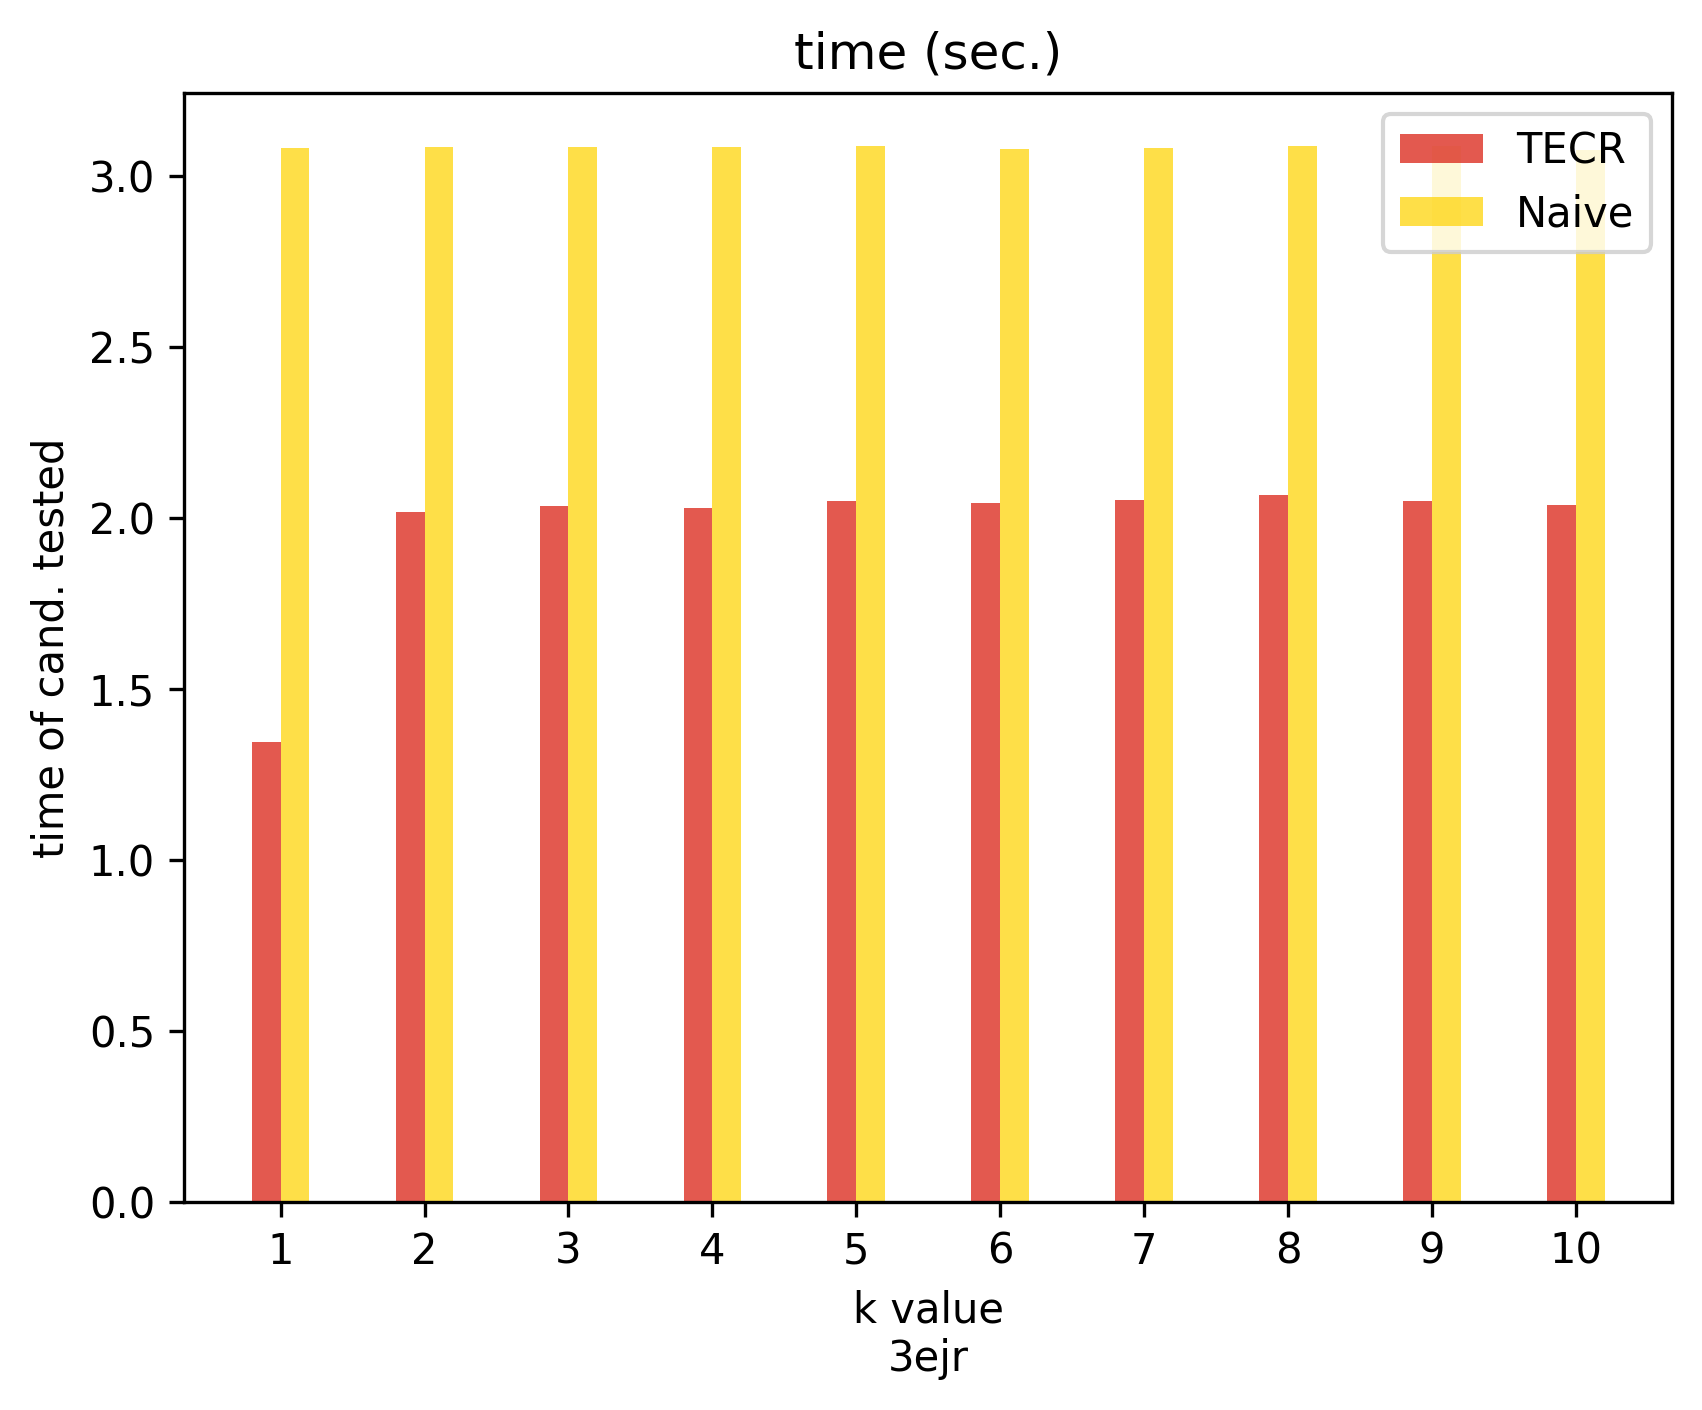 time (sec.)
TECR
Naive
time of cand. tested
3.0
2.5
2.0
1.5
1.0
0.5
0.0
1 2 3 4 5 6 7 8 9 10
k value
3ejr